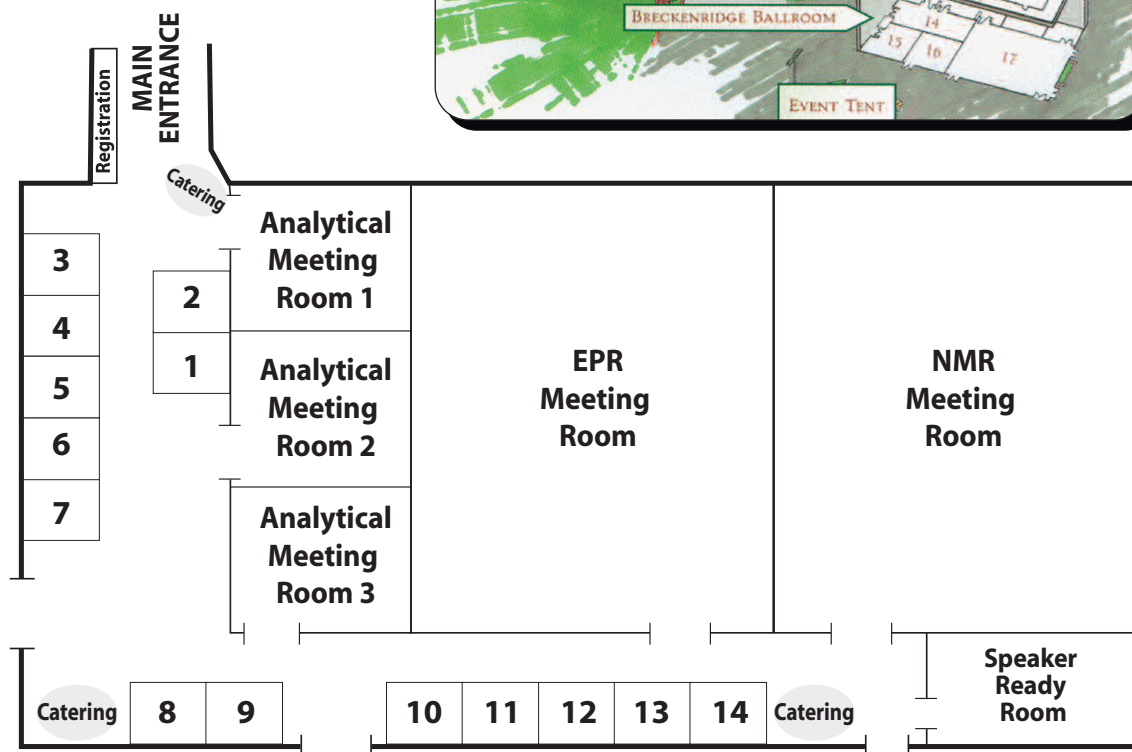 BRECKENRIDGE BALLROOM
14
15
16
17
EVENT TENT
MAIN
ENTRANCE
Registration
Catering
3
4
5
6
7
2
1
Analytical
Meeting
Room 1
Analytical
Meeting
Room 2
Analytical
Meeting
Room 3
EPR
Meeting
Room
NMR
Meeting
Room
Speaker
Ready
Room
Catering
8
9
10
11
12
13
14
Catering